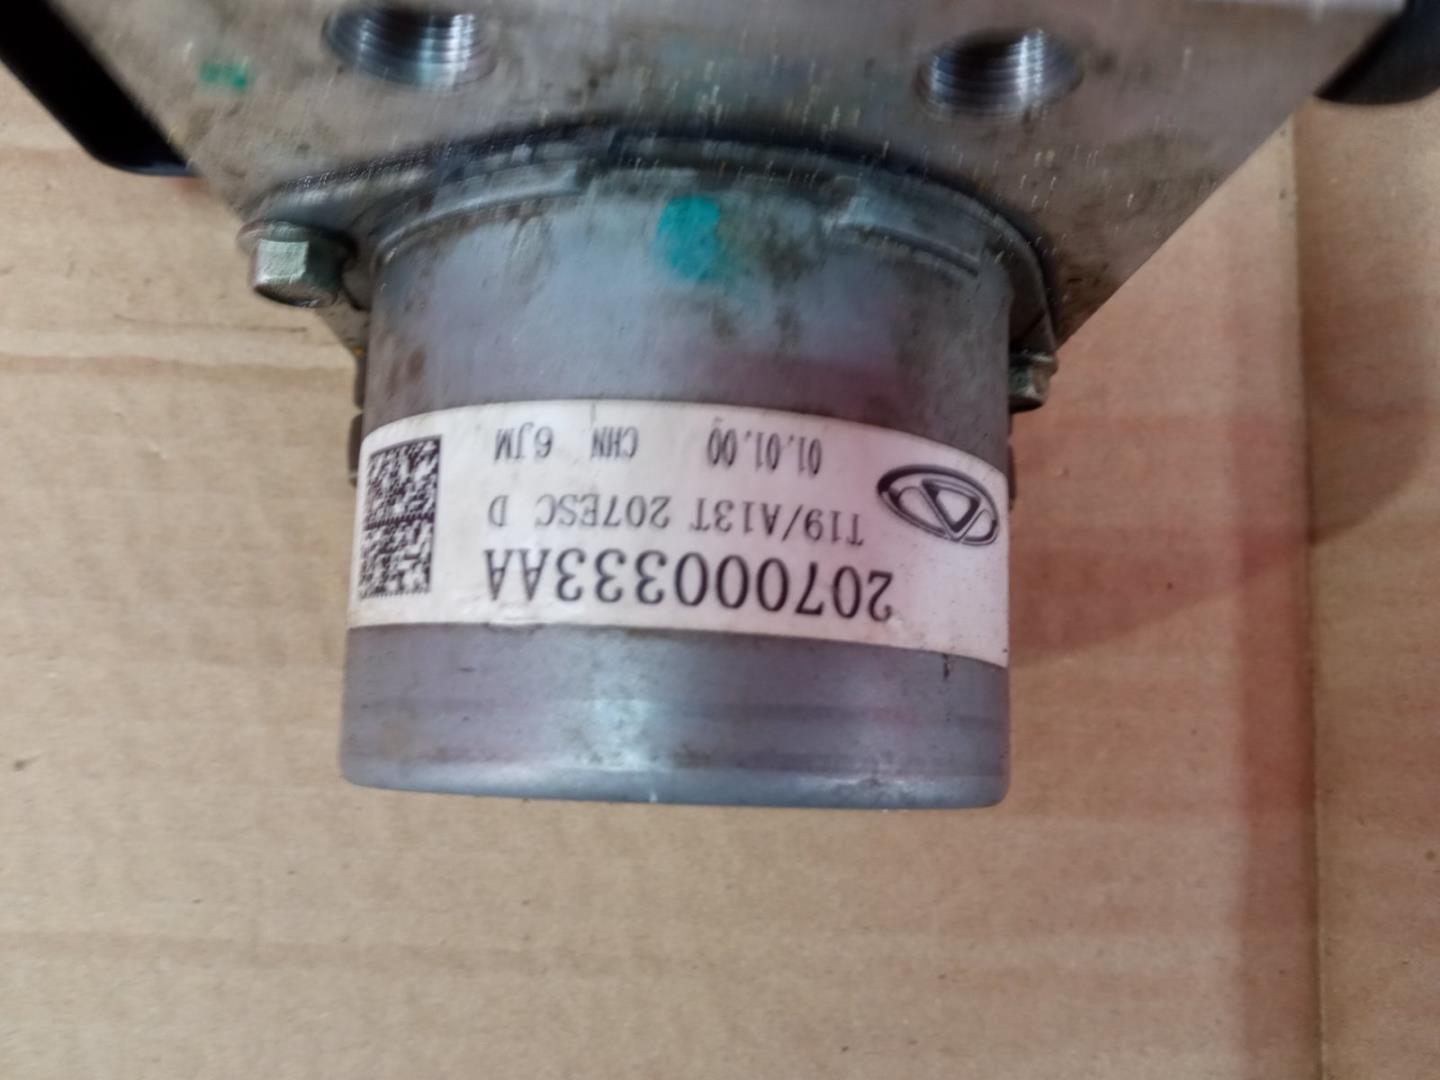 207000333AA
T19/A13T 207ESC D
01.01.00 CHN 6JM